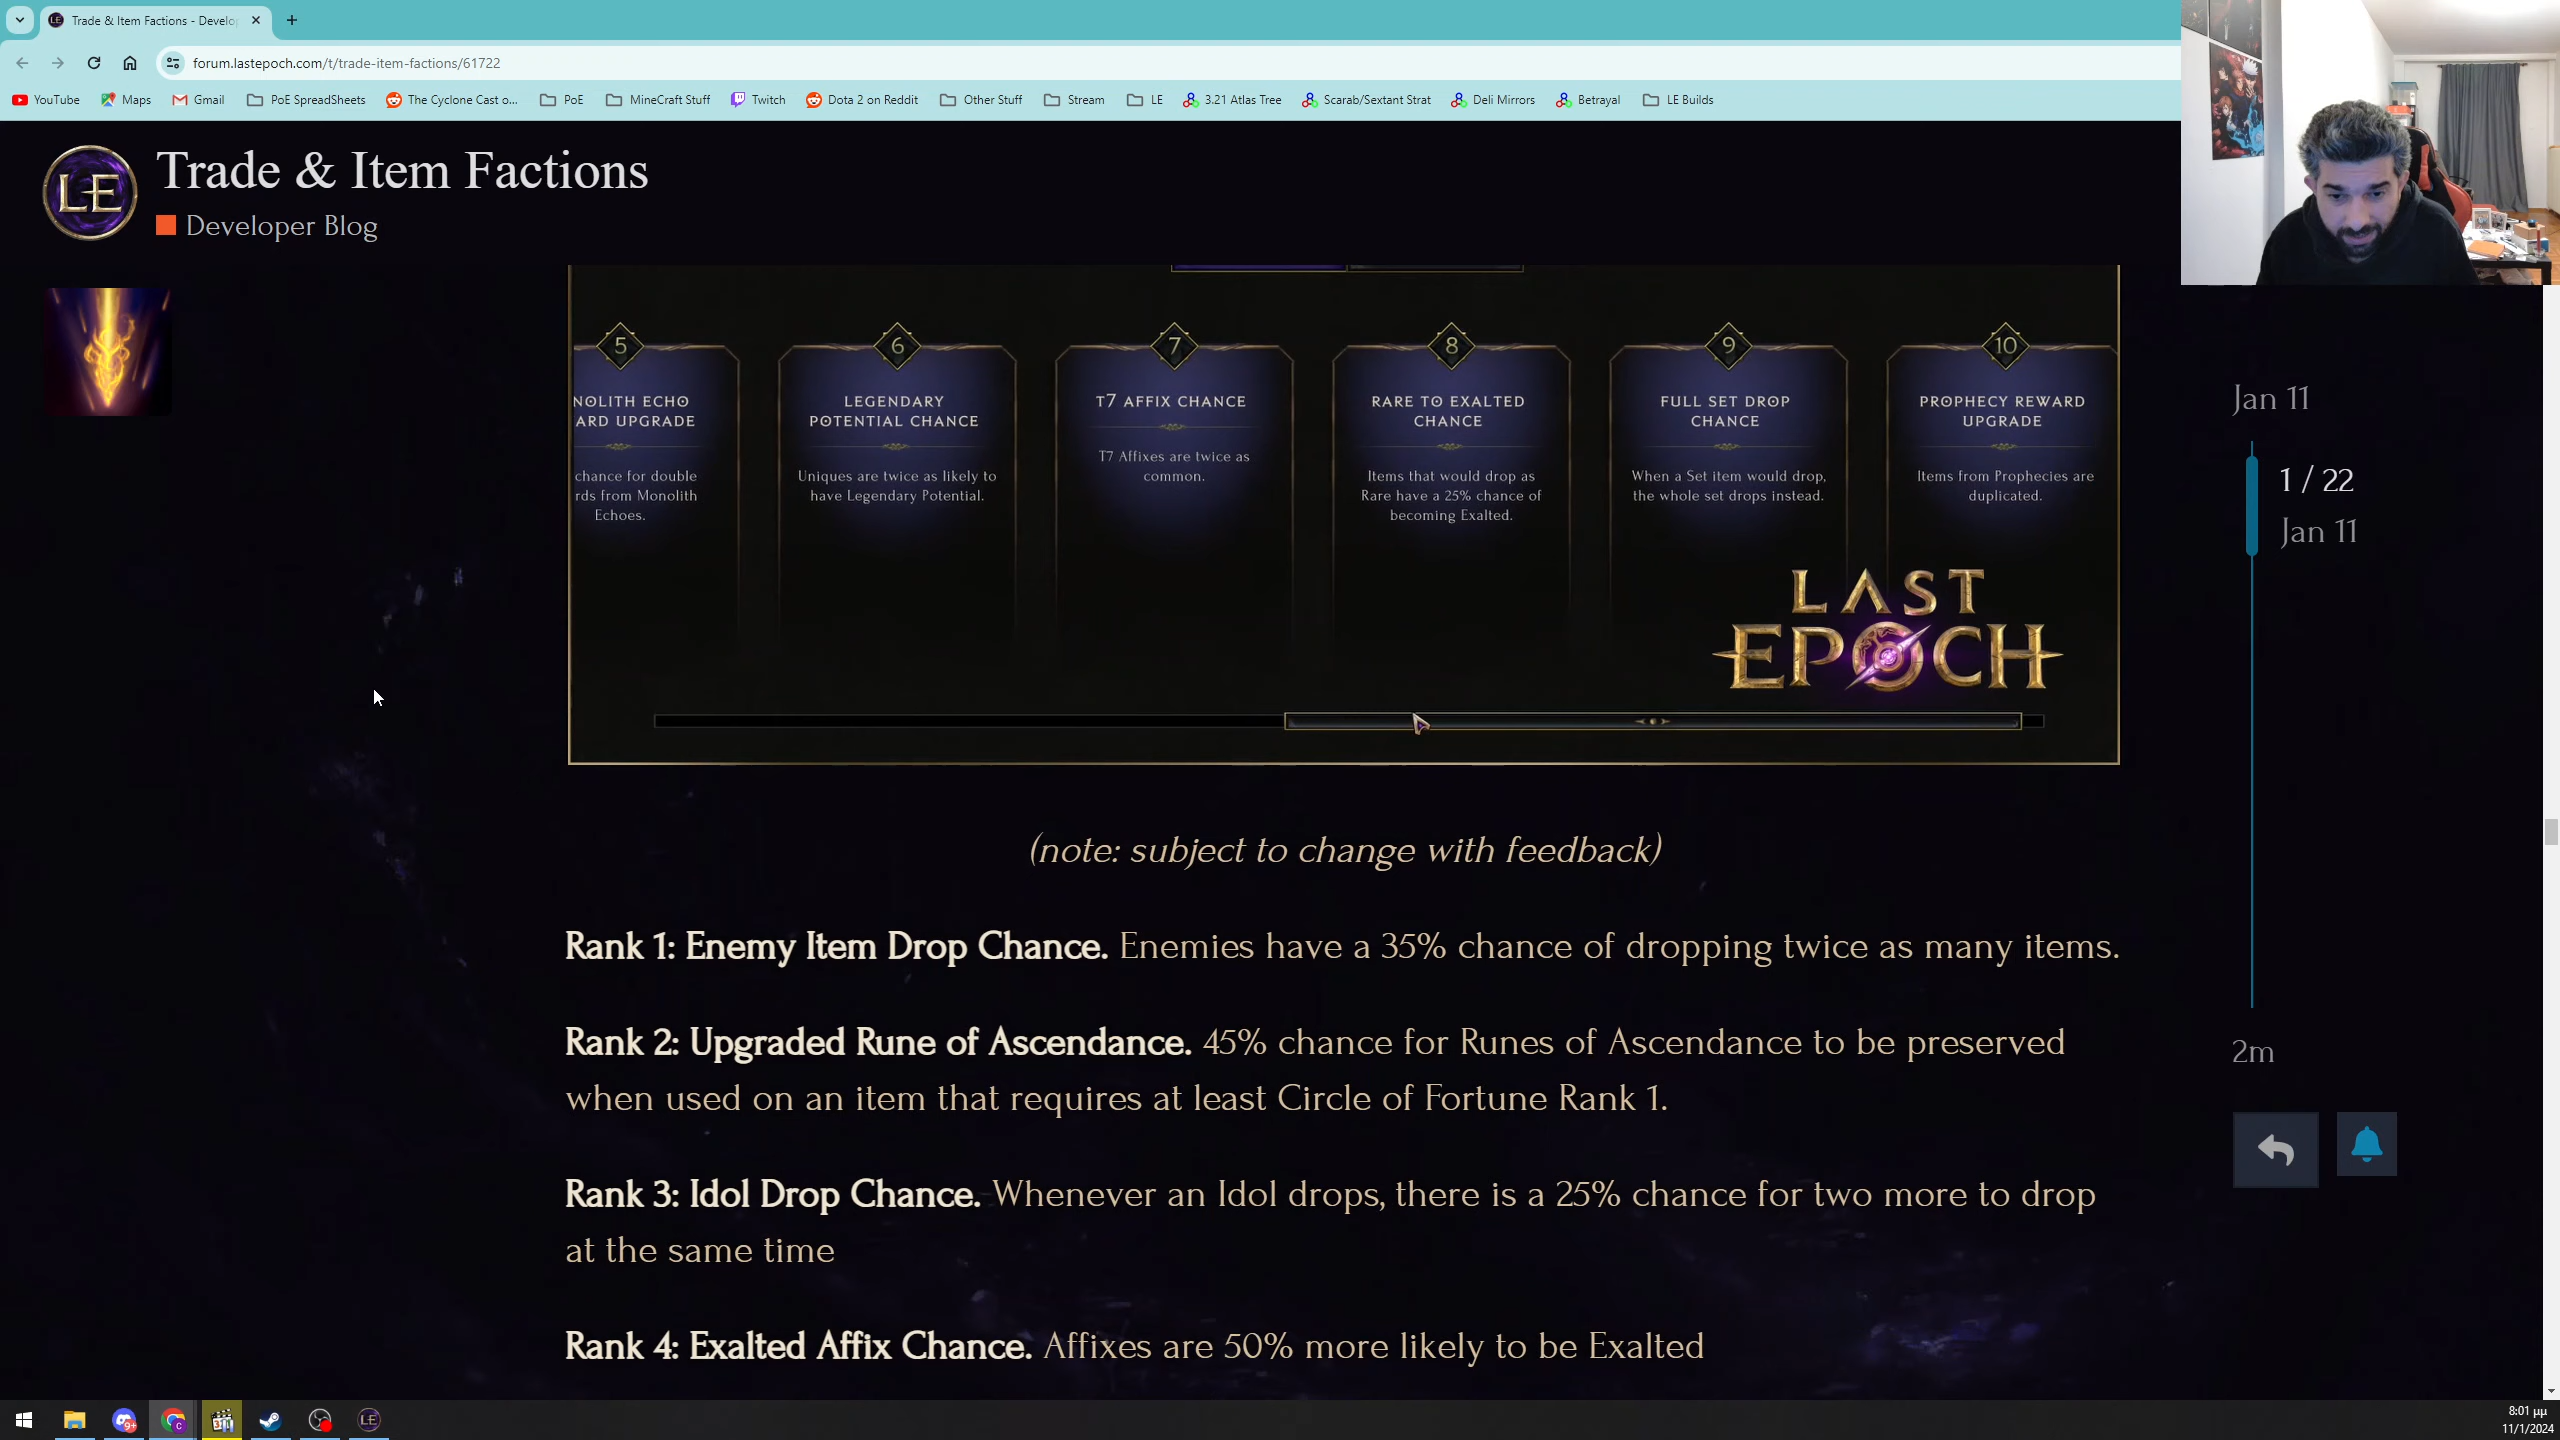 Trade & Item Factions - Develo
forum.lastepoch.com/t/trade-item-factions/61722
YouTube Maps Gmail PoE SpreadSheets The Cyclone Cast o... PoE MineCraft Stuff Twitch Dota 2 on Reddit Other Stuff Stream LE 3.21 Atlas Tree Scarab/Sextant Strat Deli Mirrors Betrayal LE Builds
LE
Trade & Item Factions
Developer Blog
5 6 7 8 9 10
NOLITH ECHO
ARD UPGRADE
chance for double
rds from Monolith
Echoes.
LEGENDARY
POTENTIAL CHANCE
Uniques are twice as likely to
have Legendary Potential.
T7 AFFIX CHANCE
T7 Affixes are twice as
common.
RARE TO EXALTED
CHANCE
Items that would drop as
Rare have a 25% chance of
becoming Exalted.
FULL SET DROP
CHANCE
When a Set item would drop,
the whole set drops instead.
PROPHECY REWARD
UPGRADE
Items from Prophecies are
duplicated.
LAST
EPOCH
(note: subject to change with feedback)
Rank 1: Enemy Item Drop Chance. Enemies have a 35% chance of dropping twice as many items.
Rank 2: Upgraded Rune of Ascendance. 45% chance for Runes of Ascendance to be preserved
when used on an item that requires at least Circle of Fortune Rank 1.
Rank 3: Idol Drop Chance. Whenever an Idol drops, there is a 25% chance for two more to drop
at the same time
Rank 4: Exalted Affix Chance. Affixes are 50% more likely to be Exalted
Jan 11
1 / 22
Jan 11
2m
9+
LE
8:01 μμ
11/1/2024